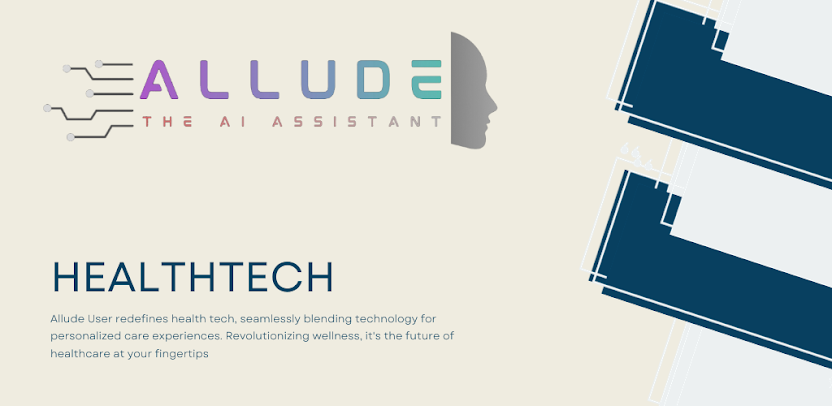 ALLUDE
THE AI ASSISTANT
HEALTHTECH
Allude User redefines health tech, seamlessly blending technology for
personalized care experiences. Revolutionizing wellness, it's the future of
healthcare at your fingertips